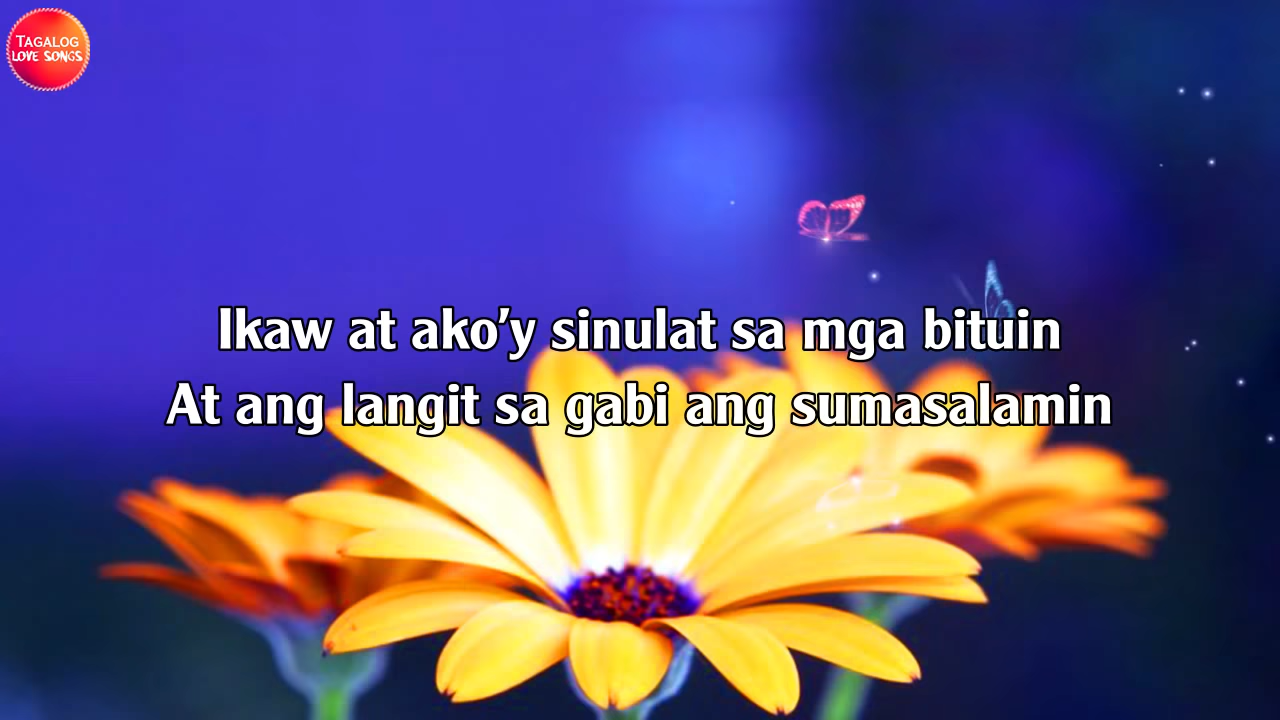 TAGALOG
LOVE SONGS
Ikaw at ako'y sinulat sa mga bituin
At ang langit sa gabi ang sumasalamin